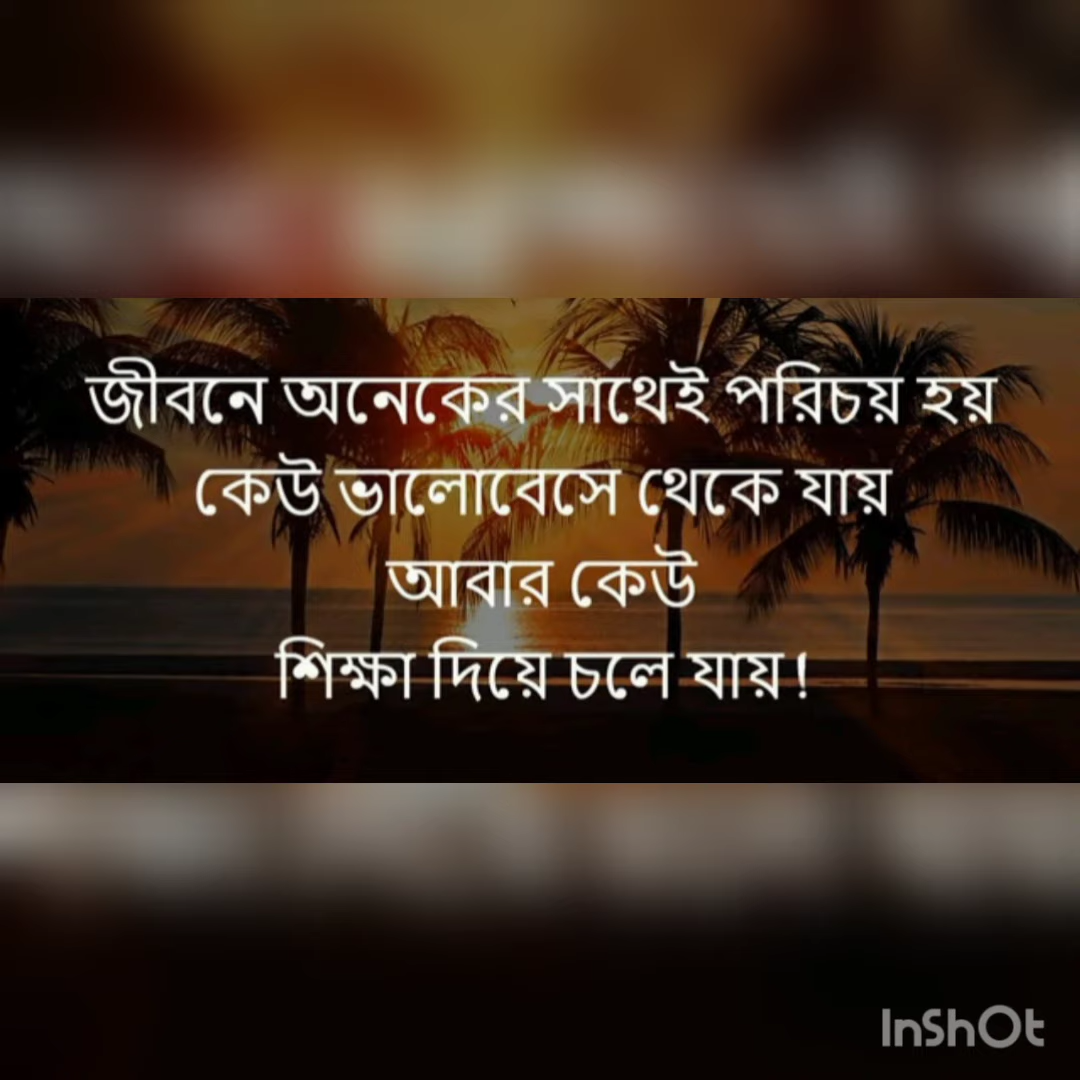 জীবনে অনেকের সাথেই পরিচয় হয়
কেউ ভালোবেসে থেকে যায়
আবার কেউ
শিক্ষা দিয়ে চলে যায়!
InShOt